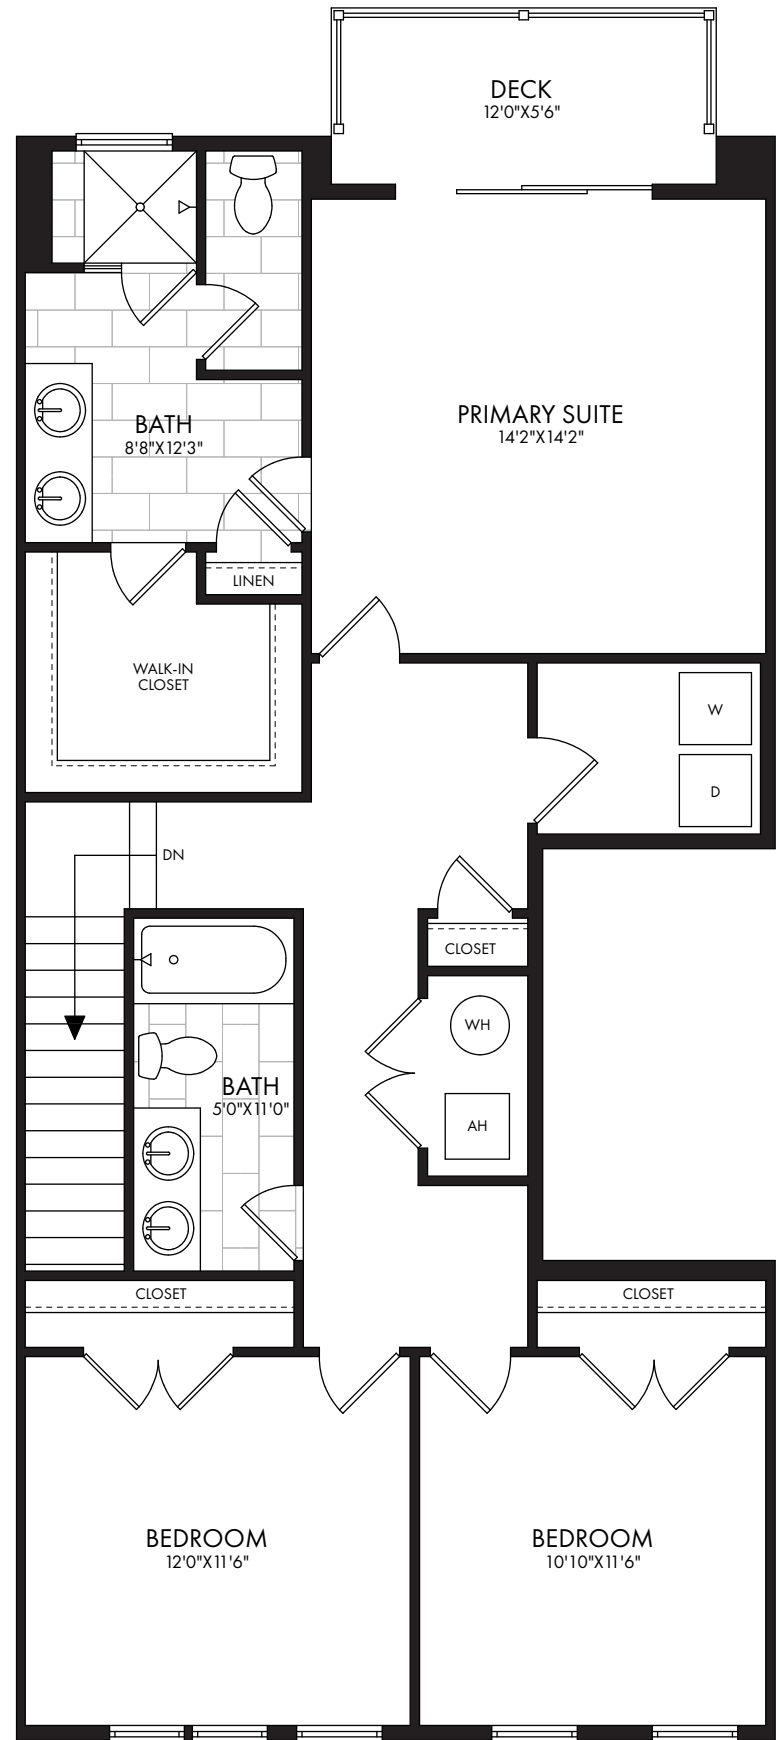 DECK
12'0"X5'6"
PRIMARY SUITE
14'2"X14'2"
BATH
8'8"X12'3"
LINEN
WALK-IN
CLOSET
W
D
DN
CLOSET
WH
BATH
5'0"X11'0"
AH
CLOSET
CLOSET
BEDROOM
12'0"X11'6"
BEDROOM
10'10"X11'6"